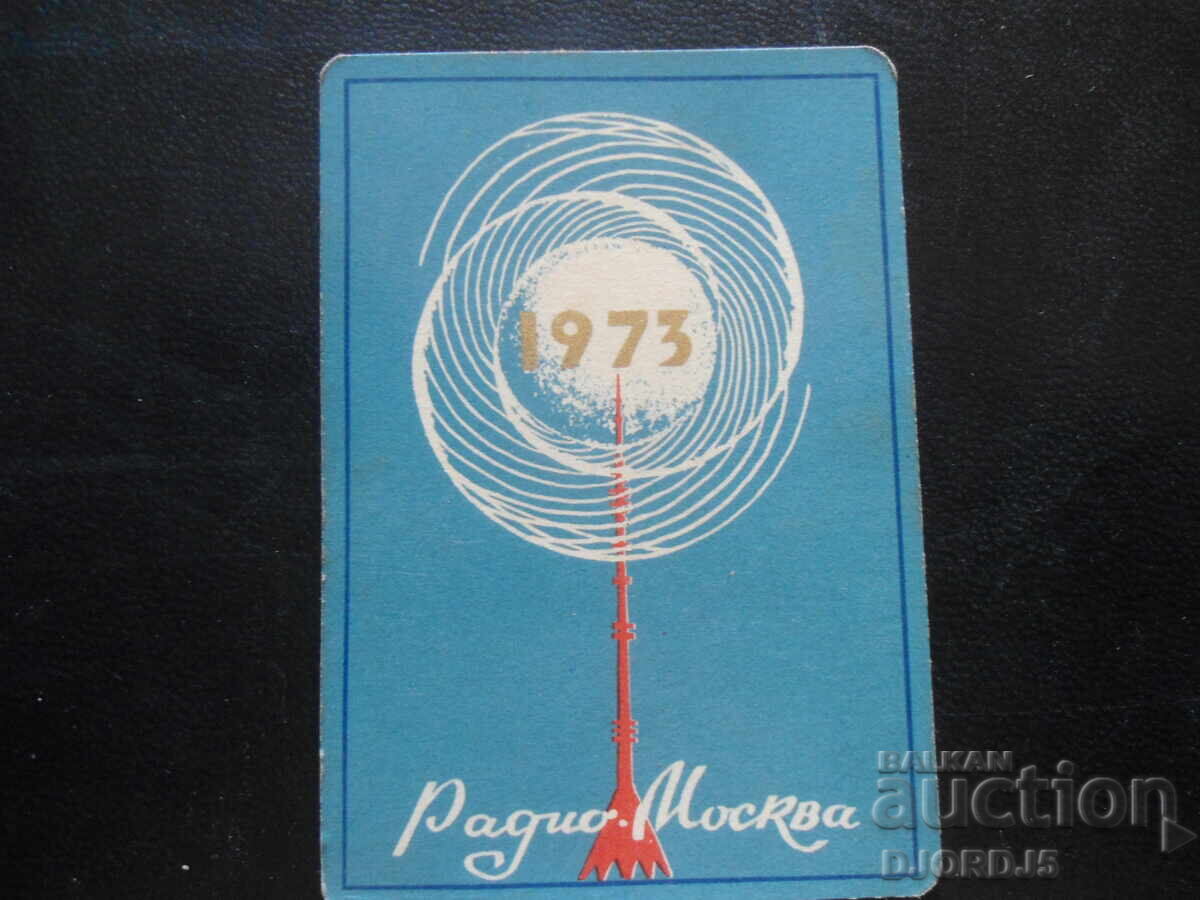 1973
Радио·Москва
BALKAN
auction
DJORDJ5